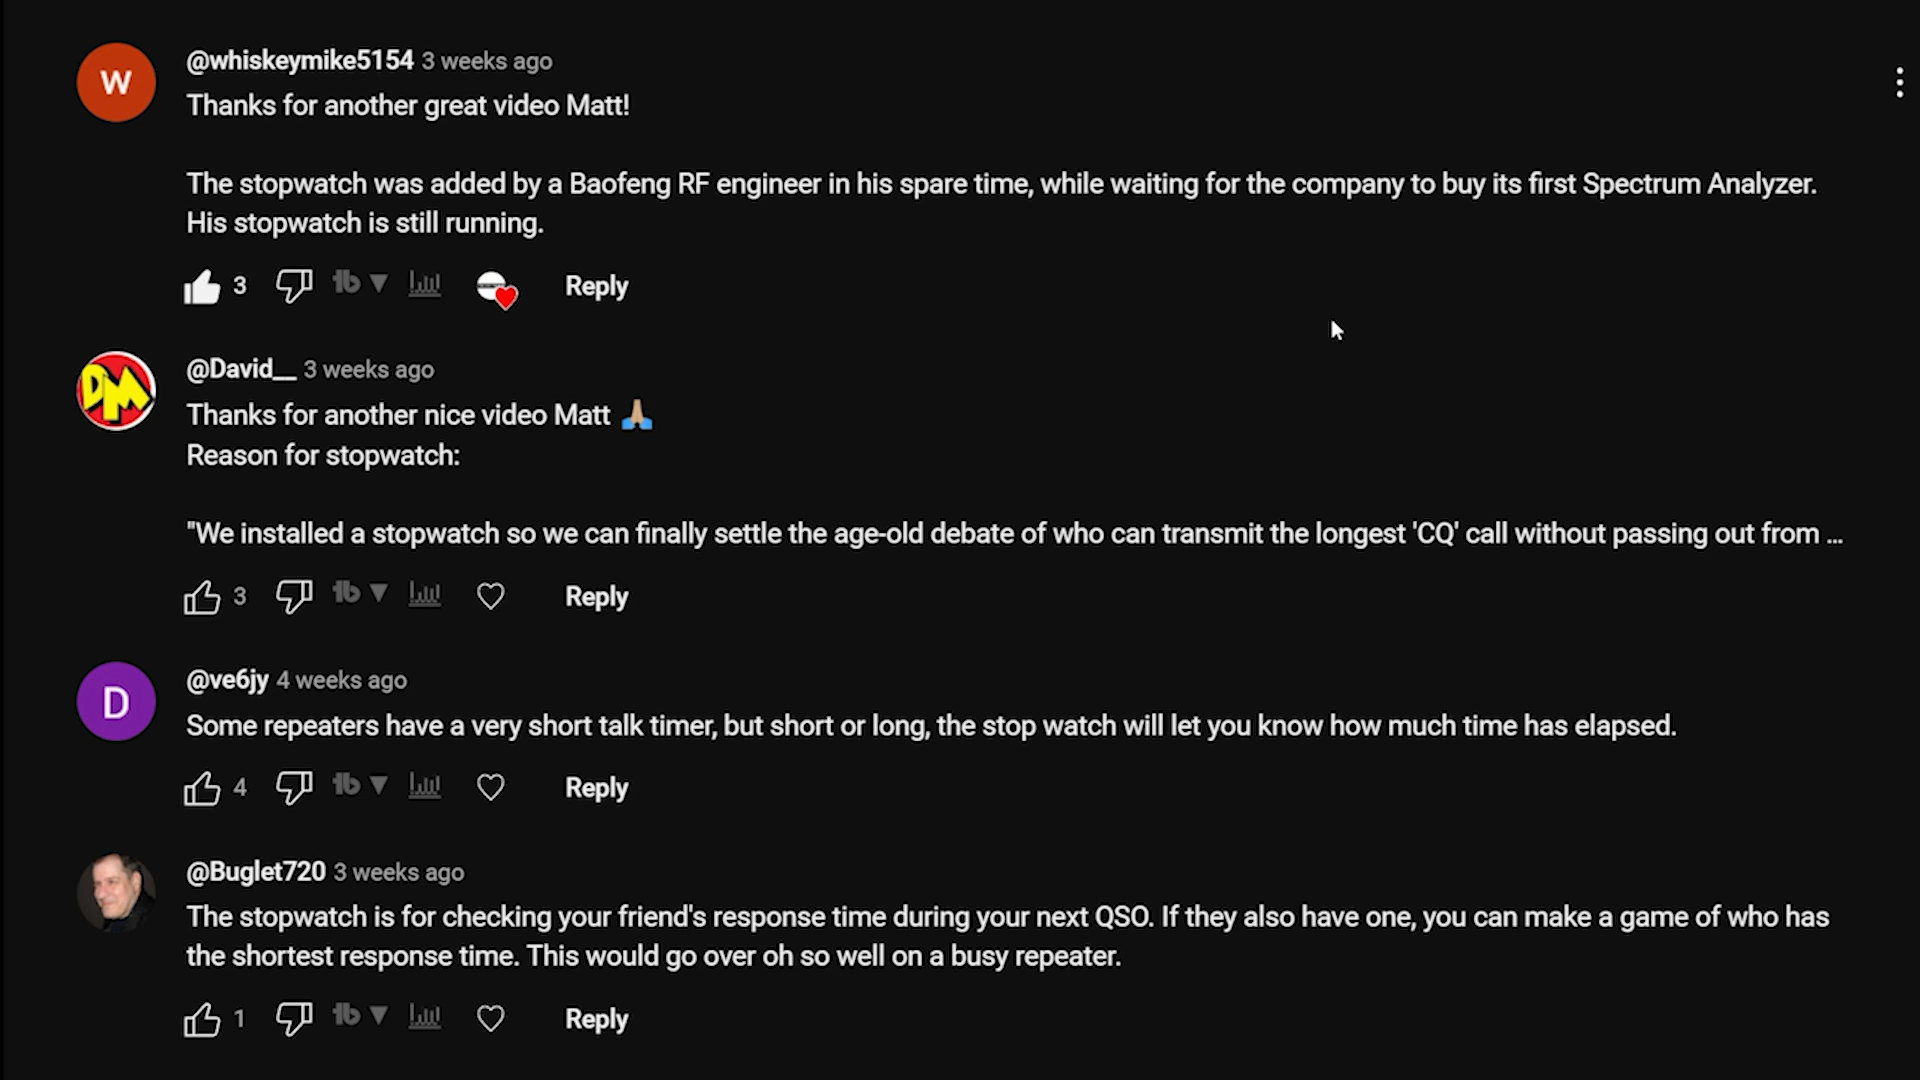 W
@whiskeymike5154 3 weeks ago
Thanks for another great video Matt!
The stopwatch was added by a Baofeng RF engineer in his spare time, while waiting for the company to buy its first Spectrum Analyzer.
His stopwatch is still running.
3 tb Reply
DM
@David__ 3 weeks ago
Thanks for another nice video Matt 🙏🏼
Reason for stopwatch:
"We installed a stopwatch so we can finally settle the age-old debate of who can transmit the longest 'CQ' call without passing out from ...
3 tb Reply
D
@ve6jy 4 weeks ago
Some repeaters have a very short talk timer, but short or long, the stop watch will let you know how much time has elapsed.
4 tb Reply
@Buglet720 3 weeks ago
The stopwatch is for checking your friend's response time during your next QSO. If they also have one, you can make a game of who has
the shortest response time. This would go over oh so well on a busy repeater.
1 tb Reply